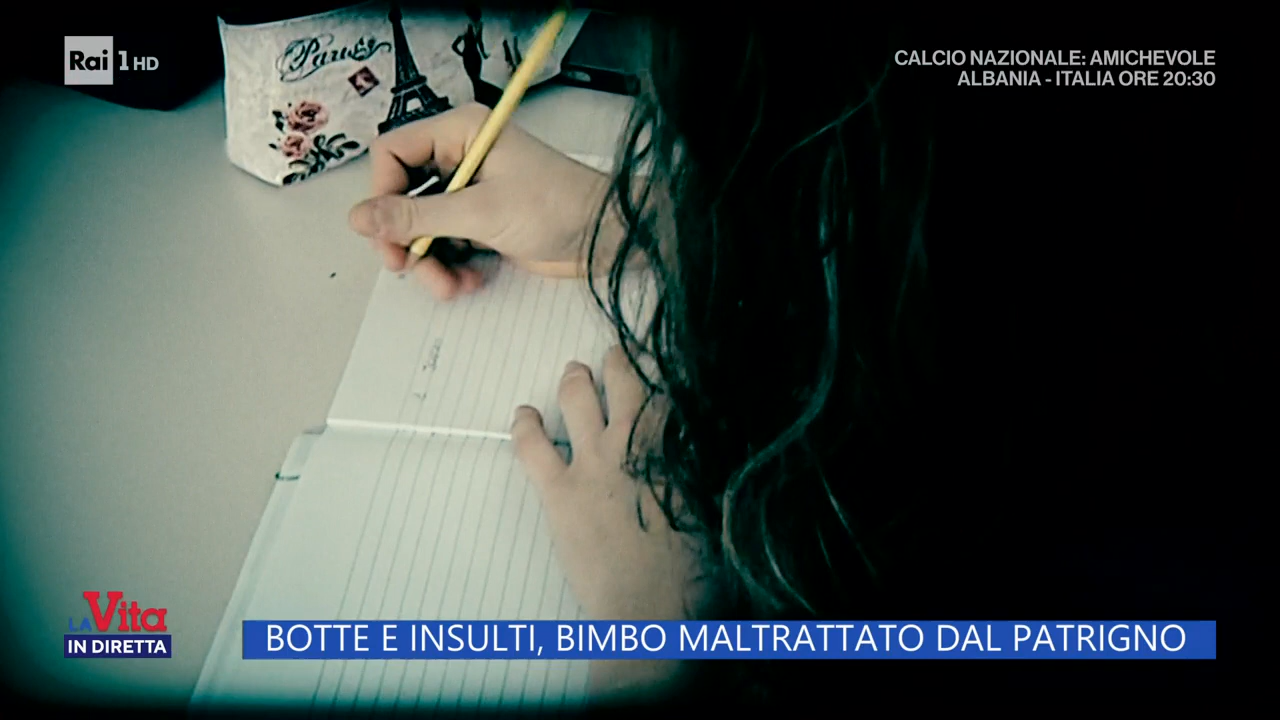 Rai 1 HD
CALCIO NAZIONALE: AMICHEVOLE
ALBANIA - ITALIA ORE 20:30
Paris
LA Vita
IN DIRETTA
BOTTE E INSULTI, BIMBO MALTRATTATO DAL PATRIGNO